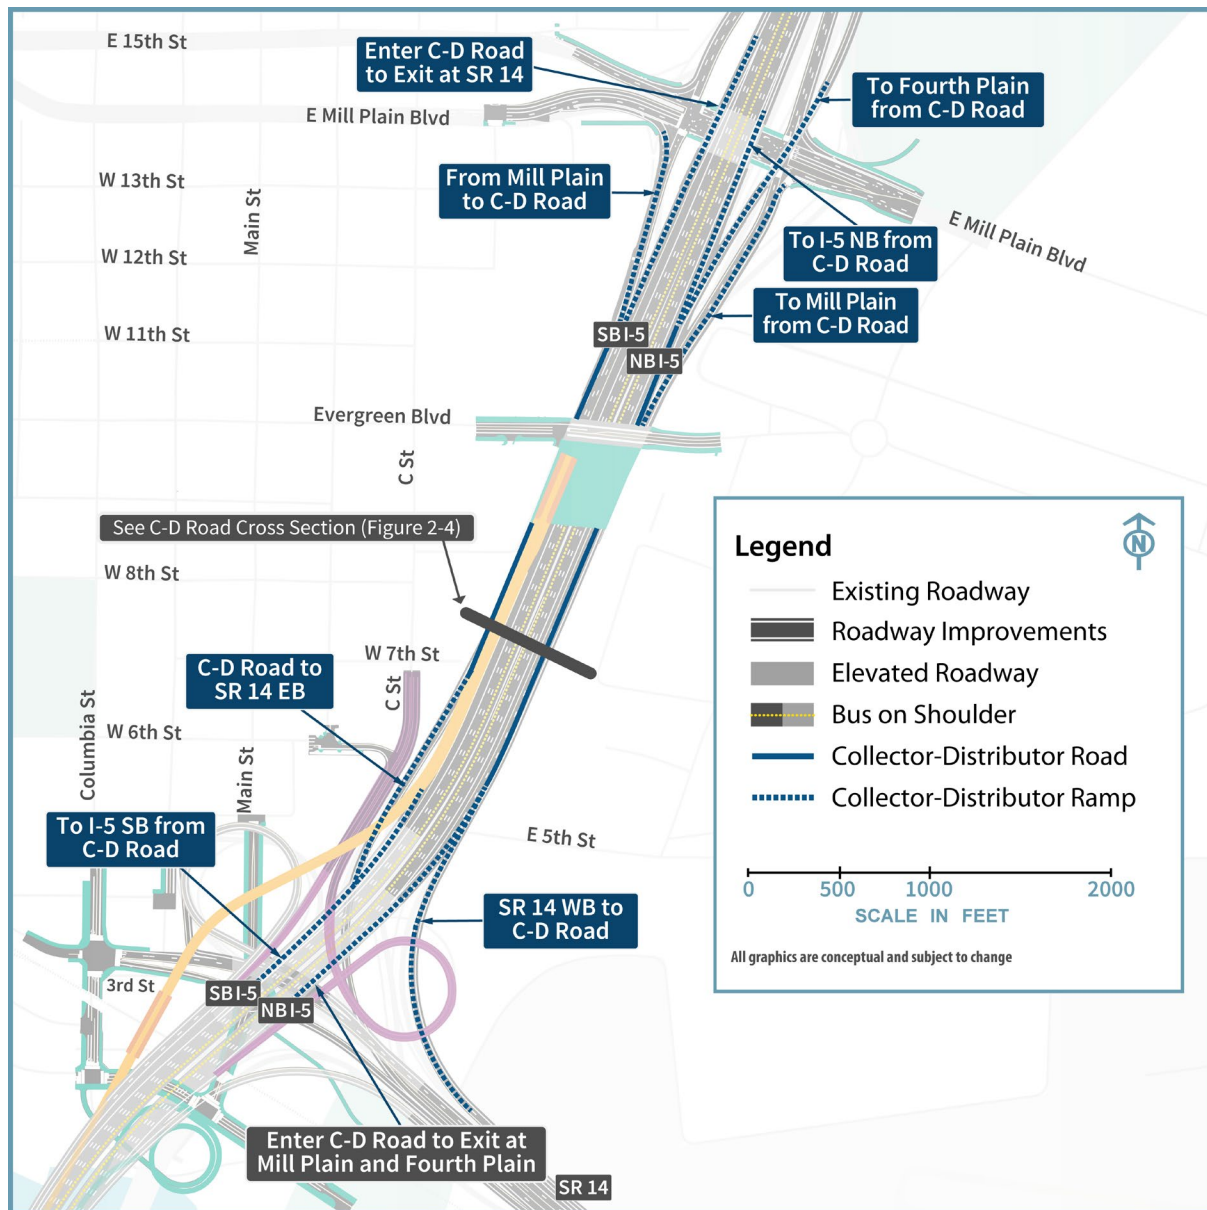 E 15th St
Enter C-D Road
to Exit at SR 14
To Fourth Plain
from C-D Road
E Mill Plain Blvd
W 13th St
Main St
From Mill Plain
to C-D Road
E Mill Plain Blvd
To I-5 NB from
C-D Road
W 12th St
To Mill Plain
from C-D Road
W 11th St
SB I-5
NB I-5
Evergreen Blvd
C St
See C-D Road Cross Section (Figure 2-4)
W 8th St
W 7th St
C-D Road to
SR 14 EB
C St
Columbia St
W 6th St
Main St
To I-5 SB from
C-D Road
E 5th St
SR 14 WB to
C-D Road
3rd St
SB I-5
NB I-5
Enter C-D Road to Exit at
Mill Plain and Fourth Plain
SR 14
Legend
N
Existing Roadway
Roadway Improvements
Elevated Roadway
Bus on Shoulder
Collector-Distributor Road
Collector-Distributor Ramp
0 500 1000 2000
SCALE IN FEET
All graphics are conceptual and subject to change